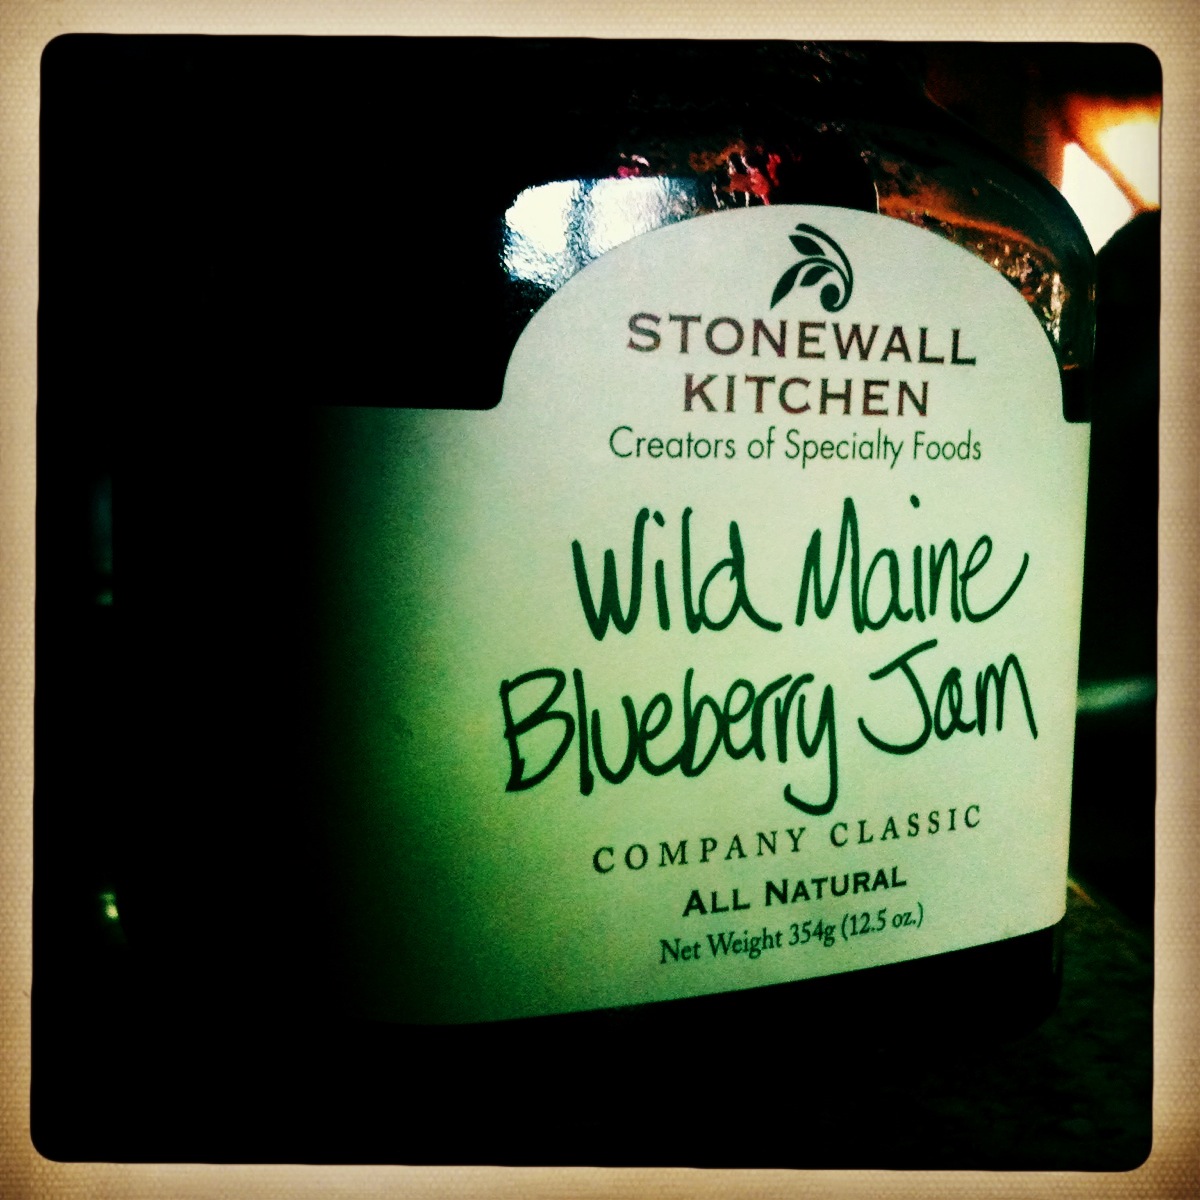 STONEWALL
KITCHEN
Creators of Specialty Foods
Wild Maine
Blueberry Jam
COMPANY CLASSIC
ALL NATURAL
Net Weight 354g (12.5 oz.)